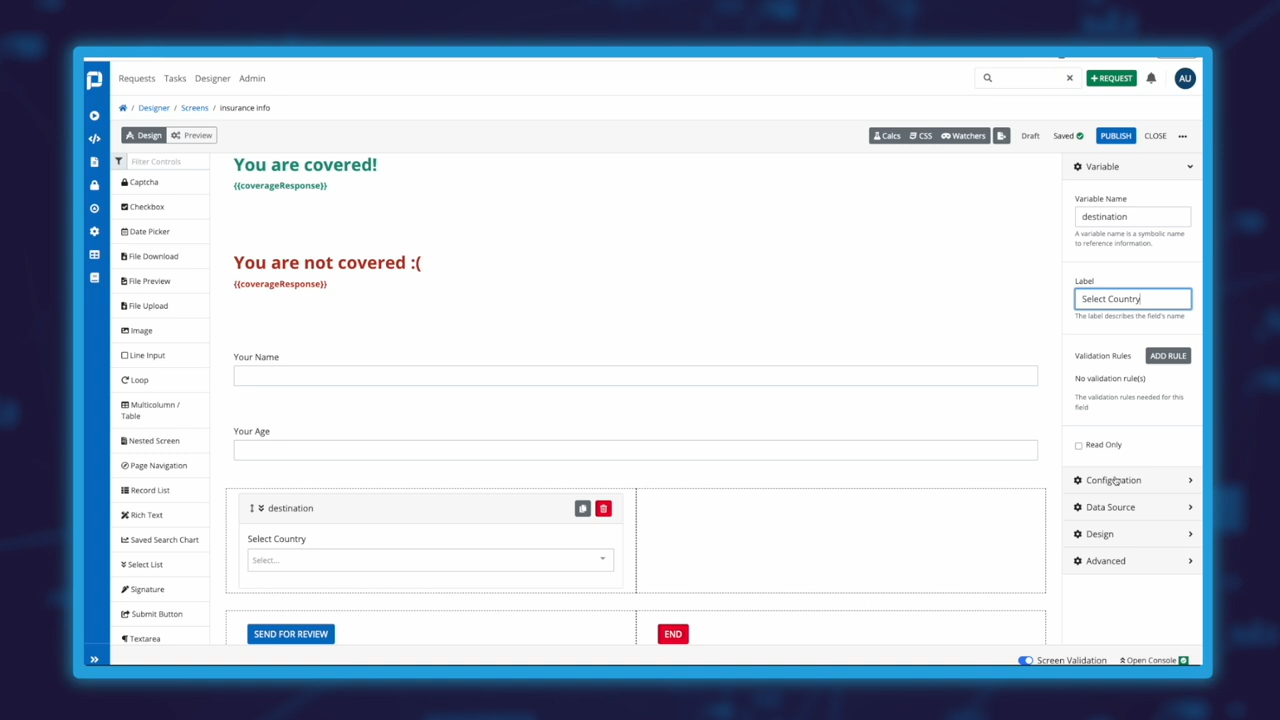 Requests Tasks Designer Admin
+ REQUEST
AU
/ Designer / Screens / insurance info
Design Preview
Calcs CSS Watchers
Draft Saved PUBLISH CLOSE
Filter Controls
Captcha
Checkbox
Date Picker
File Download
File Preview
File Upload
Image
Line Input
Loop
Multicolumn /
Table
Nested Screen
Page Navigation
Record List
Rich Text
Saved Search Chart
Select List
Signature
Submit Button
Textarea
You are covered!
{{coverageResponse}}
You are not covered :(
{{coverageResponse}}
Your Name
Your Age
destination
Select Country
Select...
SEND FOR REVIEW
END
Variable
Variable Name
destination
A variable name is a symbolic name
to reference information.
Label
Select Country
The label describes the field's name
Validation Rules ADD RULE
No validation rule(s)
The validation rules needed for this
field
Read Only
Configuration
Data Source
Design
Advanced
Screen Validation Open Console